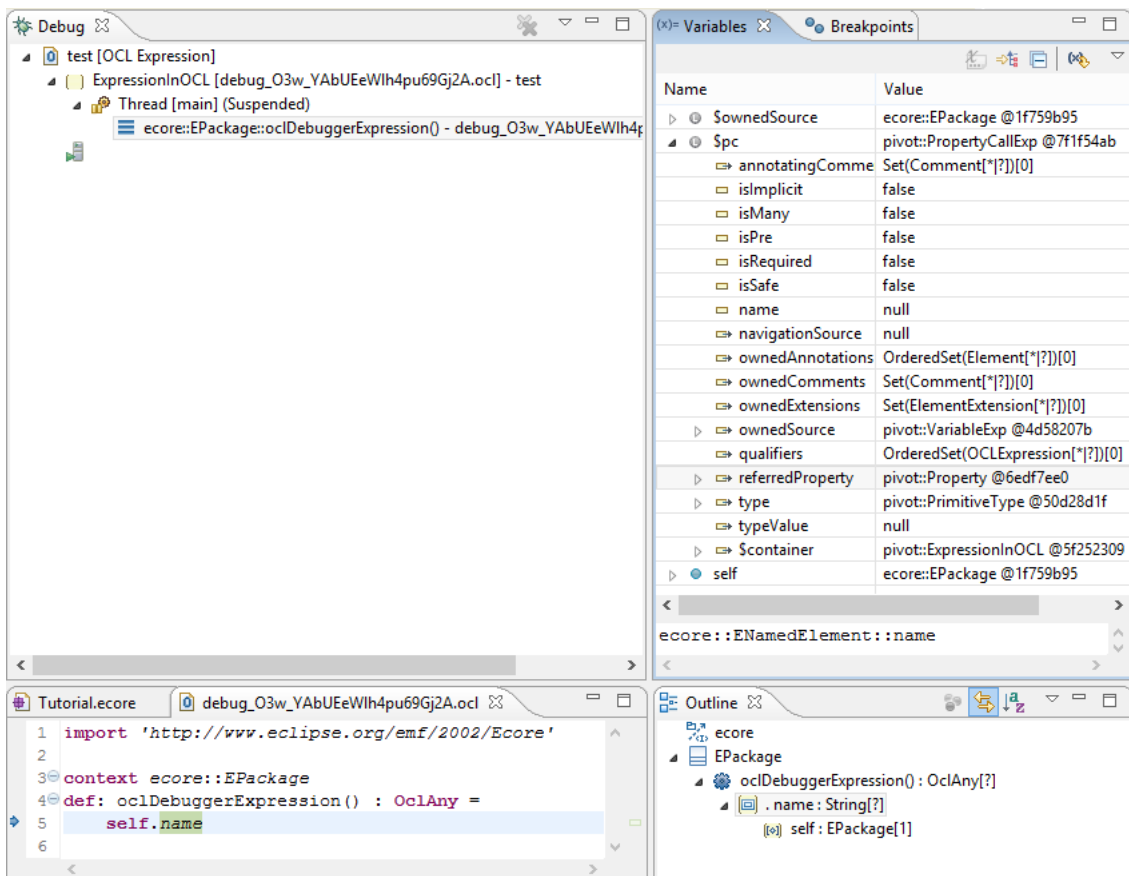 Debug
test [OCL Expression]
ExpressionInOCL [debug_O3w_YAbUEeWIh4pu69Gj2A.ocl] - test
Thread [main] (Suspended)
ecore::EPackage::oclDebuggerExpression() - debug_O3w_YAbUEeWIh4p
(x)= Variables
Breakpoints
Name Value
$ownedSource ecore::EPackage @1f759b95
$pc pivot::PropertyCallExp @7f1f54ab
annotatingComme Set(Comment[*|?])[0]
isImplicit false
isMany false
isPre false
isRequired false
isSafe false
name null
navigationSource null
ownedAnnotations OrderedSet(Element[*|?])[0]
ownedComments Set(Comment[*|?])[0]
ownedExtensions Set(ElementExtension[*|?])[0]
ownedSource pivot::VariableExp @4d58207b
qualifiers OrderedSet(OCLExpression[*|?])[0]
referredProperty pivot::Property @6edf7ee0
type pivot::PrimitiveType @50d28d1f
typeValue null
$container pivot::ExpressionInOCL @5f252309
self ecore::EPackage @1f759b95
ecore::ENamedElement::name
Tutorial.ecore
debug_O3w_YAbUEeWIh4pu69Gj2A.ocl
1 import 'http://www.eclipse.org/emf/2002/Ecore'
2
3 context ecore::EPackage
4 def: oclDebuggerExpression() : OclAny =
5 self.name
6
Outline
ecore
EPackage
oclDebuggerExpression() : OclAny[?]
. name : String[?]
self : EPackage[1]